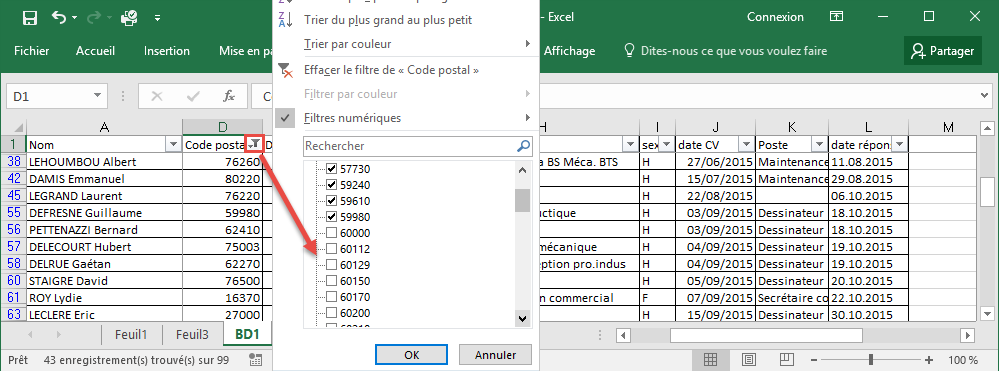 - Excel
Connexion
Fichier Accueil Insertion Mise en pa Affichage Dites-nous ce que vous voulez faire Partager
Trier du plus grand au plus petit
Trier par couleur
Effacer le filtre de « Code postal »
Filtrer par couleur
Filtres numériques
Rechercher
57730
59240
59610
59980
60000
60112
60129
60150
60170
60200
OK Annuler
D1 fx Co
A D H I J K L M
1 Nom Code posta D sex date CV Poste date répons
38 LEHOUMBOU Albert 76260 a BS Méca. BTS H 27/06/2015 Maintenance 11.08.2015
42 DAMIS Emmanuel 80220 H 15/07/2015 Maintenance 29.08.2015
45 LEGRAND Laurent 76220 H 22/08/2015 06.10.2015
55 DEFRESNE Guillaume 59980 uctique H 03/09/2015 Dessinateur 18.10.2015
56 PETTENAZZI Bernard 62410 H 03/09/2015 Dessinateur 18.10.2015
57 DELECOURT Hubert 75003 mécanique H 04/09/2015 Dessinateur 19.10.2015
58 DELRUE Gaétan 62270 eption pro.indus H 04/09/2015 Dessinateur 19.10.2015
60 STAIGRE David 76500 H 05/09/2015 Dessinateur 20.10.2015
61 ROY Lydie 16370 n commercial F 07/09/2015 Secrétaire co 22.10.2015
63 LECLERE Eric 27000 H 15/09/2015 Dessinateur 30.10.2015
Feuil1 Feuil3 BD1
Prêt 43 enregistrement(s) trouvé(s) sur 99 100 %